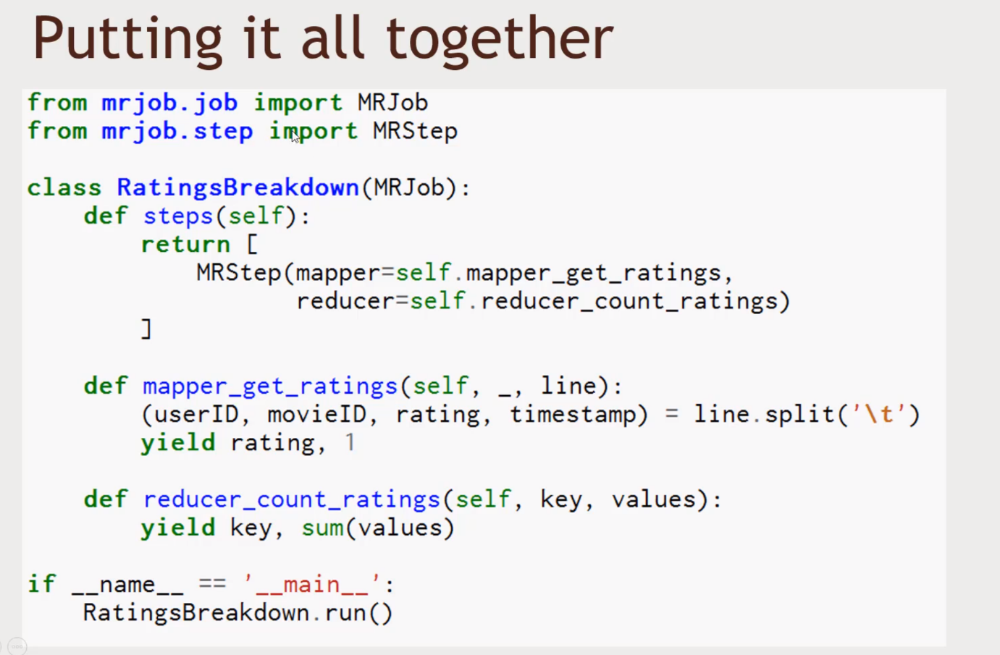 Putting it all together
from mrjob.job import MRJob
from mrjob.step import MRStep
class RatingsBreakdown(MRJob):
    def steps(self):
        return [
            MRStep(mapper=self.mapper_get_ratings,
                   reducer=self.reducer_count_ratings)
        ]
    def mapper_get_ratings(self, _, line):
        (userID, movieID, rating, timestamp) = line.split('\t')
        yield rating, 1
    def reducer_count_ratings(self, key, values):
        yield key, sum(values)
if __name__ == '__main__':
    RatingsBreakdown.run()